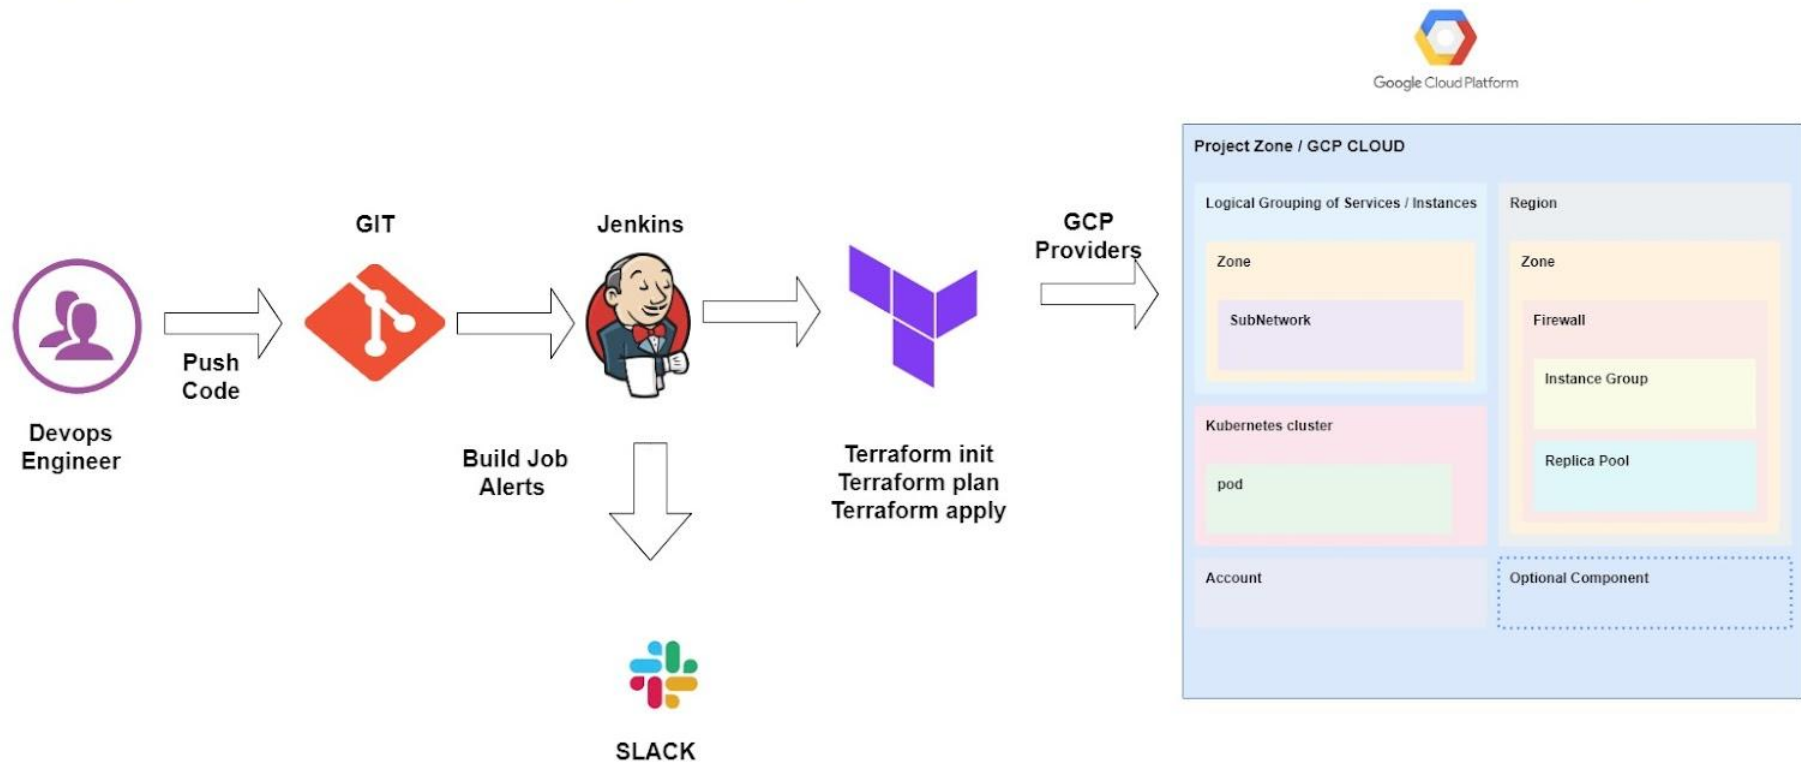 Google Cloud Platform
Project Zone / GCP CLOUD
Logical Grouping of Services / Instances
Zone
SubNetwork
Kubernetes cluster
pod
Account
Region
Zone
Firewall
Instance Group
Replica Pool
Optional Component
GIT
Jenkins
GCP
Providers
Push
Code
Devops
Engineer
Build Job
Alerts
Terraform init
Terraform plan
Terraform apply
SLACK